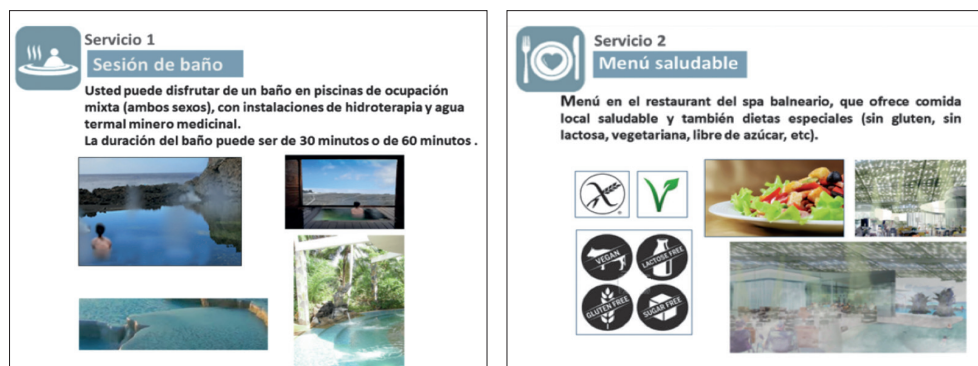 Servicio 1
Sesión de baño
Usted puede disfrutar de un baño en piscinas de ocupación
mixta (ambos sexos), con instalaciones de hidroterapia y agua
termal minero medicinal.
La duración del baño puede ser de 30 minutos o de 60 minutos .
Servicio 2
Menú saludable
Menú en el restaurant del spa balneario, que ofrece comida
local saludable y también dietas especiales (sin gluten, sin
lactosa, vegetariana, libre de azúcar, etc).
VEGAN
LACTOSE FREE
GLUTEN FREE
SUGAR FREE